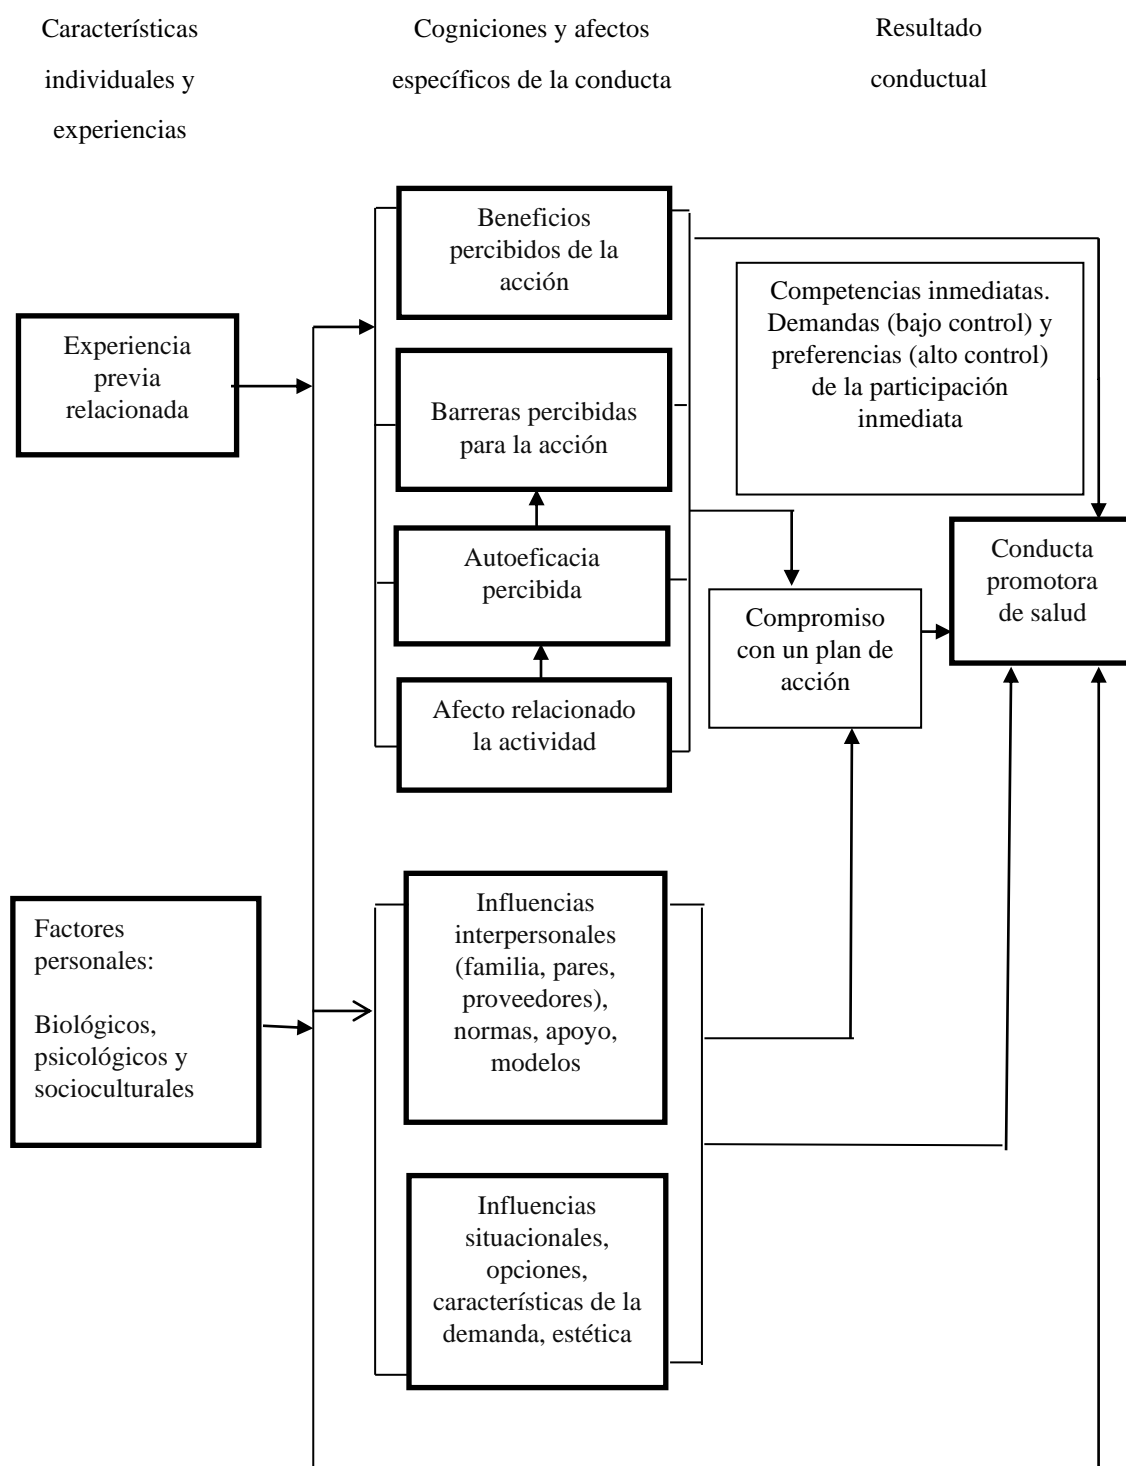 Características
individuales y
experiencias
Cogniciones y afectos
específicos de la conducta
Resultado
conductual
Experiencia
previa
relacionada
Factores
personales:
Biológicos,
psicológicos y
socioculturales
Beneficios
percibidos de la
acción
Barreras percibidas
para la acción
Autoeficacia
percibida
Afecto relacionado
la actividad
Influencias
interpersonales
(familia, pares,
proveedores),
normas, apoyo,
modelos
Influencias
situacionales,
opciones,
características de la
demanda, estética
Competencias inmediatas.
Demandas (bajo control) y
preferencias (alto control)
de la participación
inmediata
Compromiso
con un plan de
acción
Conducta
promotora
de salud